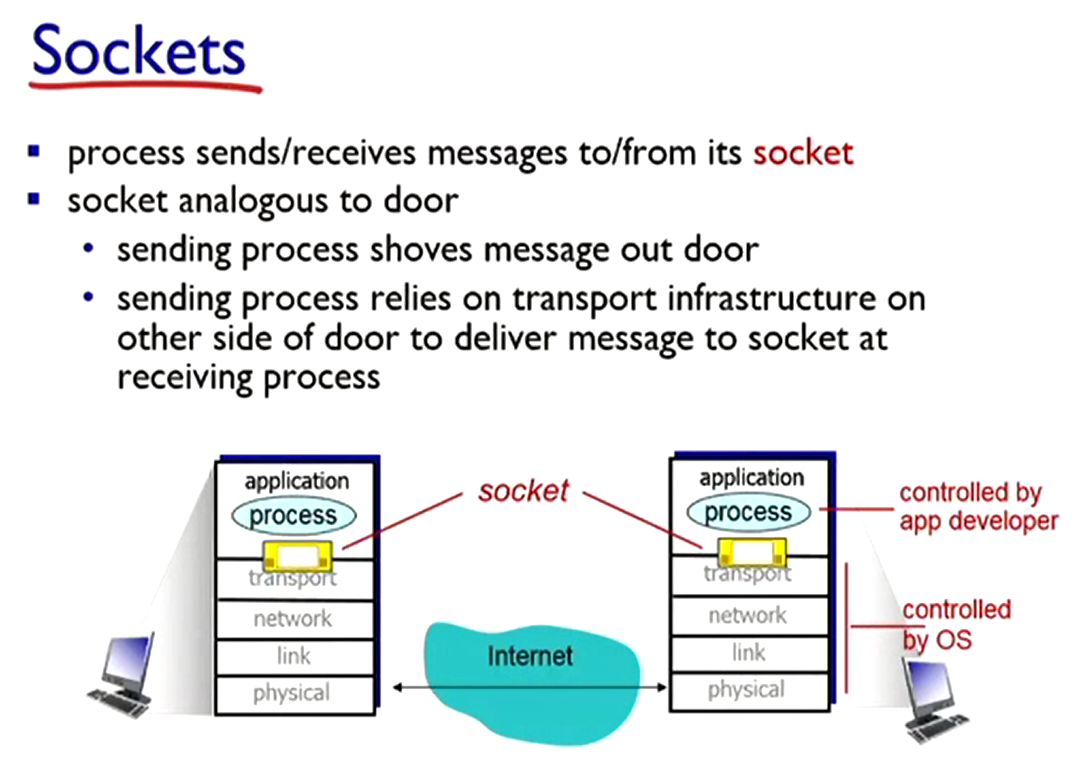 Sockets
process sends/receives messages to/from its socket
socket analogous to door
sending process shoves message out door
sending process relies on transport infrastructure on
other side of door to deliver message to socket at
receiving process
application
process
transport
network
link
physical
socket
Internet
application
process
transport
network
link
physical
controlled by
app developer
controlled
by OS